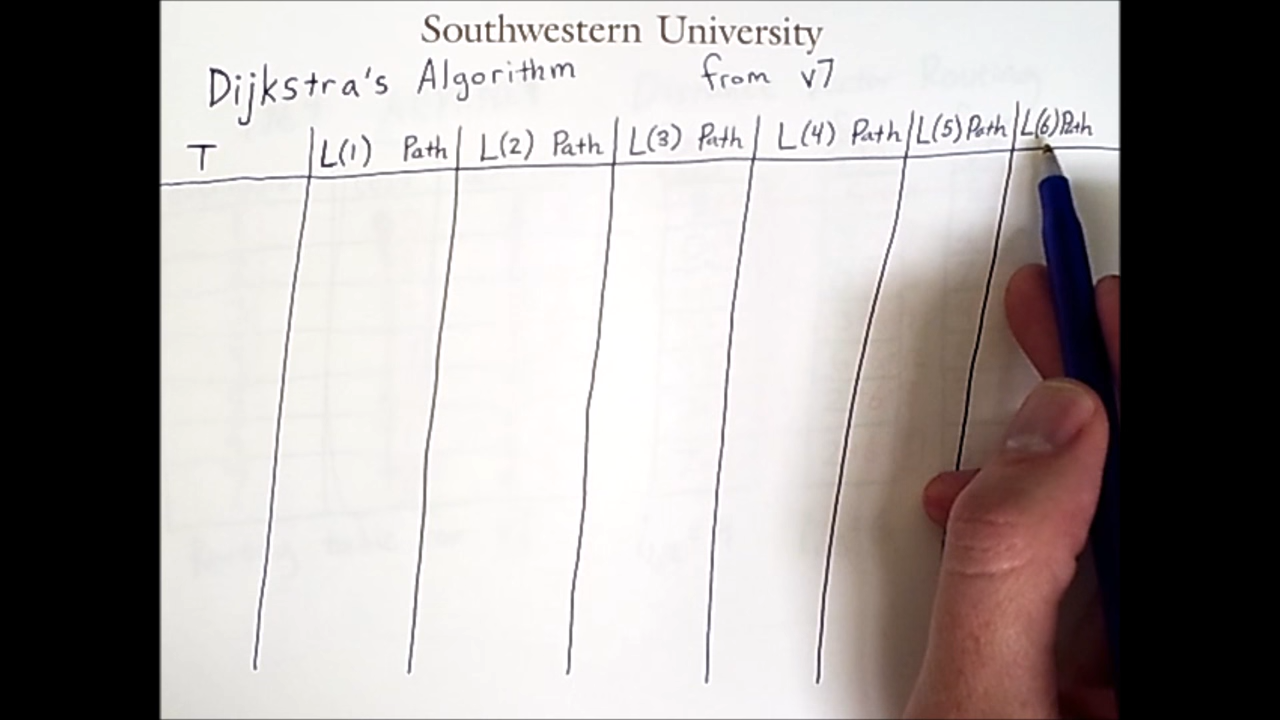 Southwestern University
Dijkstra's Algorithm from v7
T L(1) Path L(2) Path L(3) Path L(4) Path L(5) Path L(6) Path